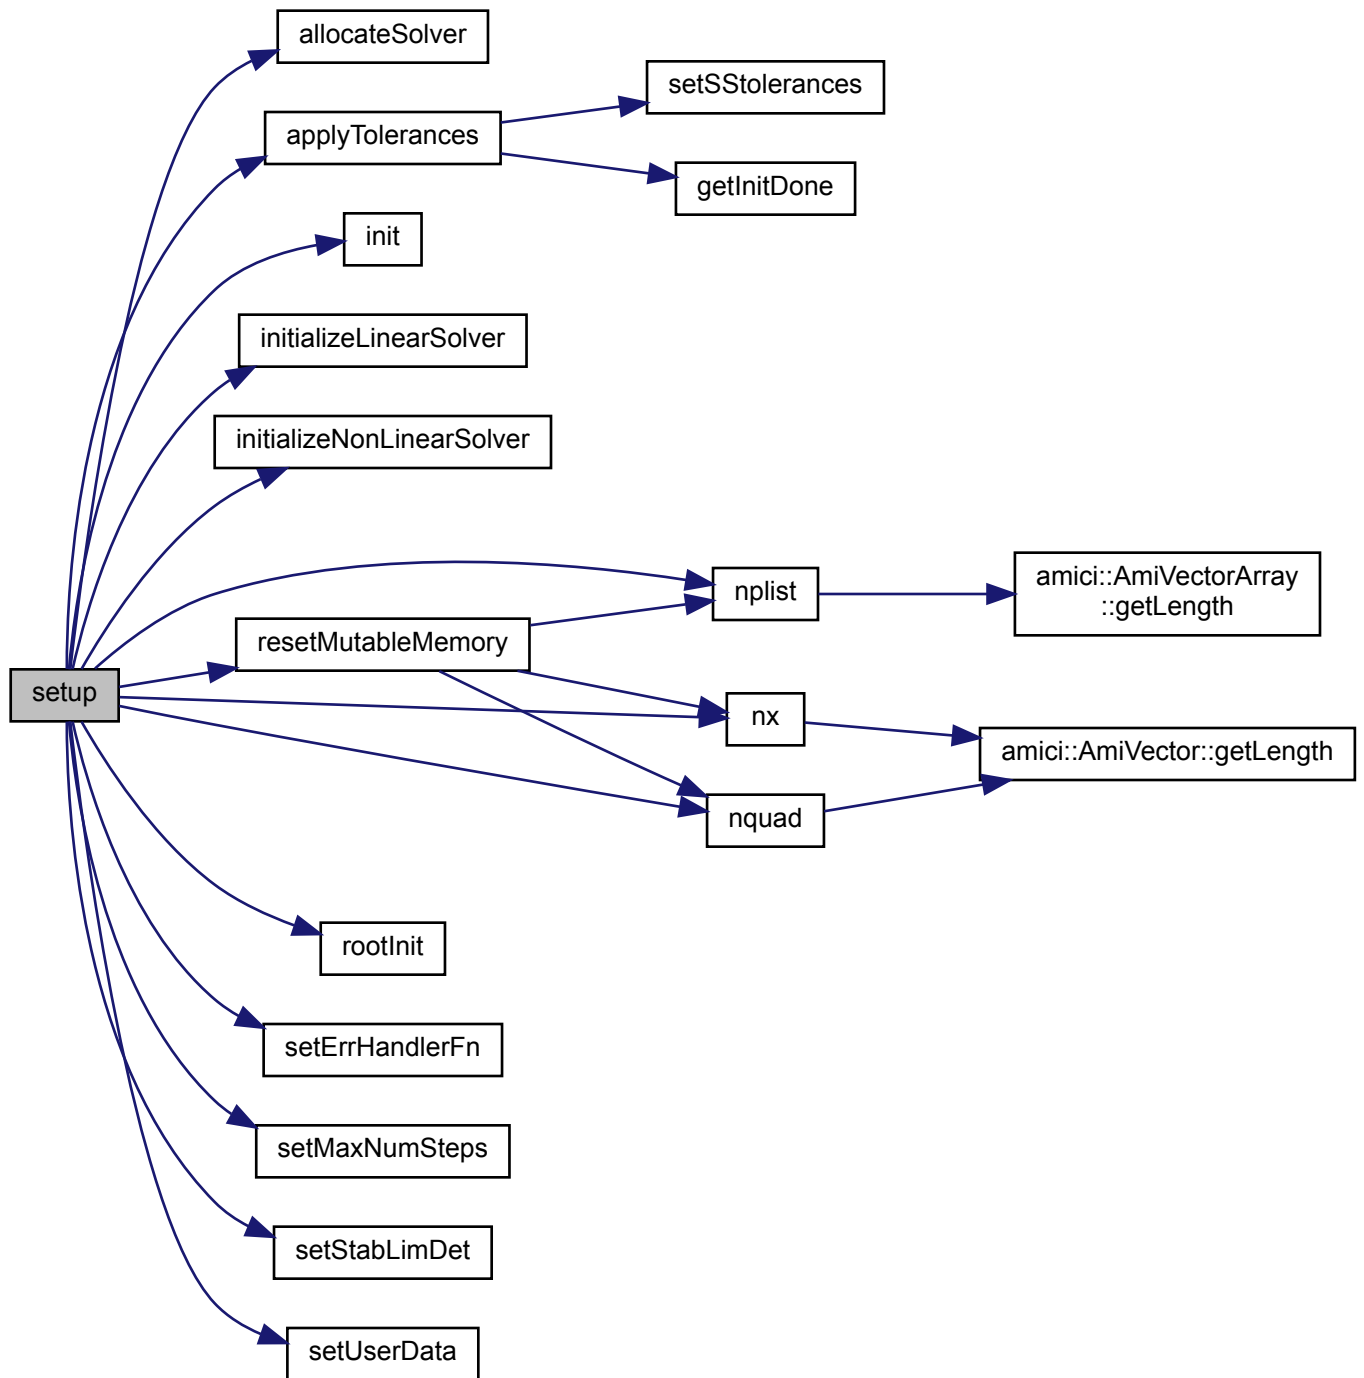 allocateSolver
setSStolerances
applyTolerances
getInitDone
init
initializeLinearSolver
initializeNonLinearSolver
amici::AmiVectorArray
::getLength
nplist
resetMutableMemory
setup
nx
amici::AmiVector::getLength
nquad
rootInit
setErrHandlerFn
setMaxNumSteps
setStabLimDet
setUserData